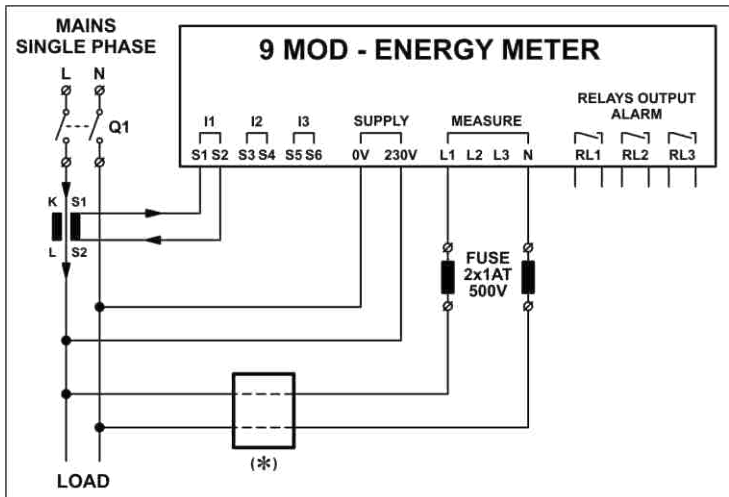 MAINS
SINGLE PHASE
L N
Q1
9 MOD - ENERGY METER
RELAYS OUTPUT
ALARM
I1 I2 I3 SUPPLY MEASURE
S1 S2 S3 S4 S5 S6 0V 230V L1 L2 L3 N RL1 RL2 RL3
K S1
L S2
FUSE
2x1AT
500V
(*)
LOAD